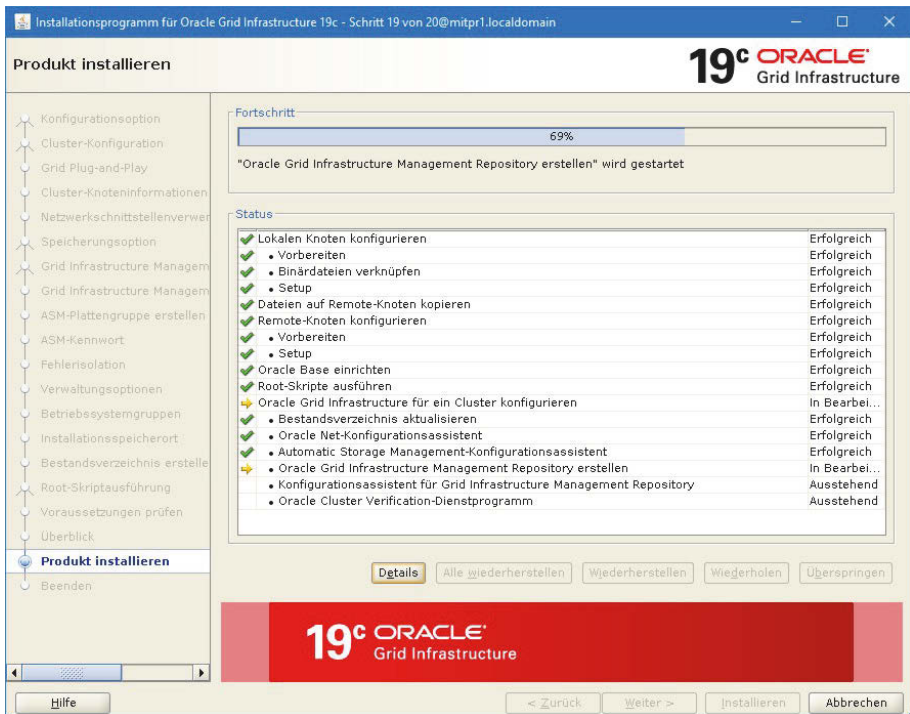 Installationsprogramm für Oracle Grid Infrastructure 19c - Schritt 19 von 20@mitpr1.localdomain
Produkt installieren
19c ORACLE
Grid Infrastructure
Konfigurationsoption
Cluster-Konfiguration
Grid Plug-and-Play
Cluster-Knoteninformationen
Netzwerkschnittstellenverwer
Speicherungsoption
Grid Infrastructure Managem
Grid Infrastructure Managem
ASM-Plattengruppe erstellen
ASM-Kennwort
Fehlerisolation
Verwaltungsoptionen
Betriebssystemgruppen
Installationsspeicherort
Bestandsverzeichnis erstelle
Root-Skriptausführung
Voraussetzungen prüfen
Überblick
Produkt installieren
Beenden
Fortschritt
69%
"Oracle Grid Infrastructure Management Repository erstellen" wird gestartet
Status
Lokalen Knoten konfigurieren Erfolgreich
• Vorbereiten Erfolgreich
• Binärdateien verknüpfen Erfolgreich
• Setup Erfolgreich
Dateien auf Remote-Knoten kopieren Erfolgreich
Remote-Knoten konfigurieren Erfolgreich
• Vorbereiten Erfolgreich
• Setup Erfolgreich
Oracle Base einrichten Erfolgreich
Root-Skripte ausführen Erfolgreich
Oracle Grid Infrastructure für ein Cluster konfigurieren In Bearbei...
• Bestandsverzeichnis aktualisieren Erfolgreich
• Oracle Net-Konfigurationsassistent Erfolgreich
• Automatic Storage Management-Konfigurationsassistent Erfolgreich
• Oracle Grid Infrastructure Management Repository erstellen In Bearbei...
• Konfigurationsassistent für Grid Infrastructure Management Repository Ausstehend
• Oracle Cluster Verification-Dienstprogramm Ausstehend
Details Alle wiederherstellen Wiederherstellen Wiederholen Überspringen
19c ORACLE
Grid Infrastructure
Hilfe < Zurück Weiter > Installieren Abbrechen